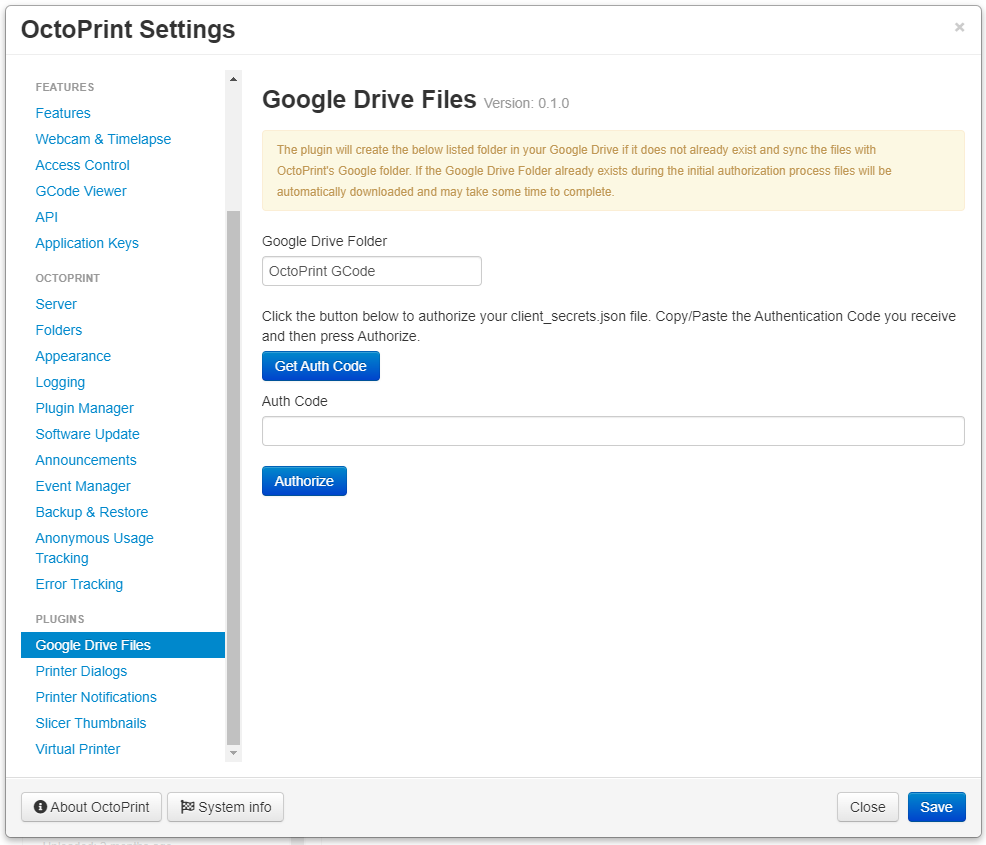 OctoPrint Settings
×
FEATURES
Features
Webcam & Timelapse
Access Control
GCode Viewer
API
Application Keys
OCTOPRINT
Server
Folders
Appearance
Logging
Plugin Manager
Software Update
Announcements
Event Manager
Backup & Restore
Anonymous Usage
Tracking
Error Tracking
PLUGINS
Google Drive Files
Printer Dialogs
Printer Notifications
Slicer Thumbnails
Virtual Printer
Google Drive Files Version: 0.1.0
The plugin will create the below listed folder in your Google Drive if it does not already exist and sync the files with
OctoPrint's Google folder. If the Google Drive Folder already exists during the initial authorization process files will be
automatically downloaded and may take some time to complete.
Google Drive Folder
OctoPrint GCode
Click the button below to authorize your client_secrets.json file. Copy/Paste the Authentication Code you receive
and then press Authorize.
Get Auth Code
Auth Code
Authorize
About OctoPrint
System info
Close
Save